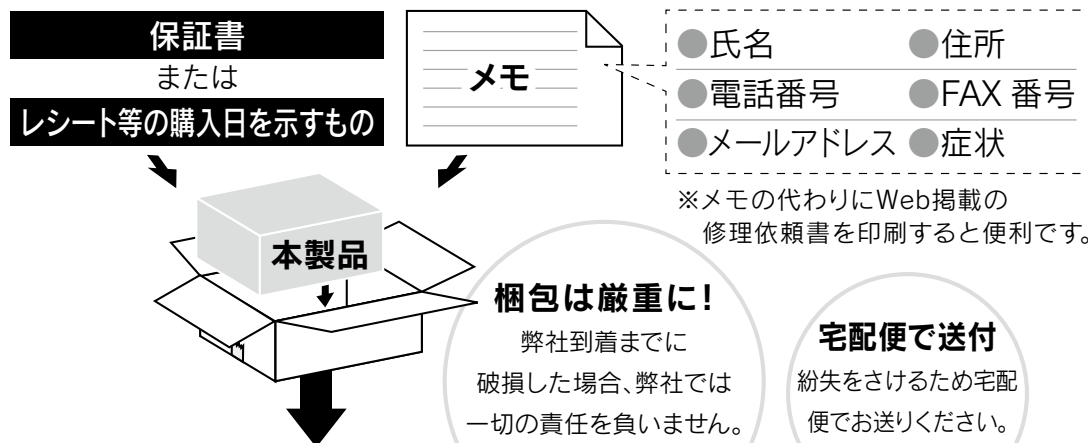 保証書
または
レシート等の購入日を示すもの
メモ
●氏名 ●住所
●電話番号 ●FAX 番号
●メールアドレス ●症状
※メモの代わりにWeb掲載の
修理依頼書を印刷すると便利です。
本製品
梱包は厳重に!
弊社到着までに
破損した場合、弊社では
一切の責任を負いません。
宅配便で送付
紛失をさけるため宅配
便でお送りください。